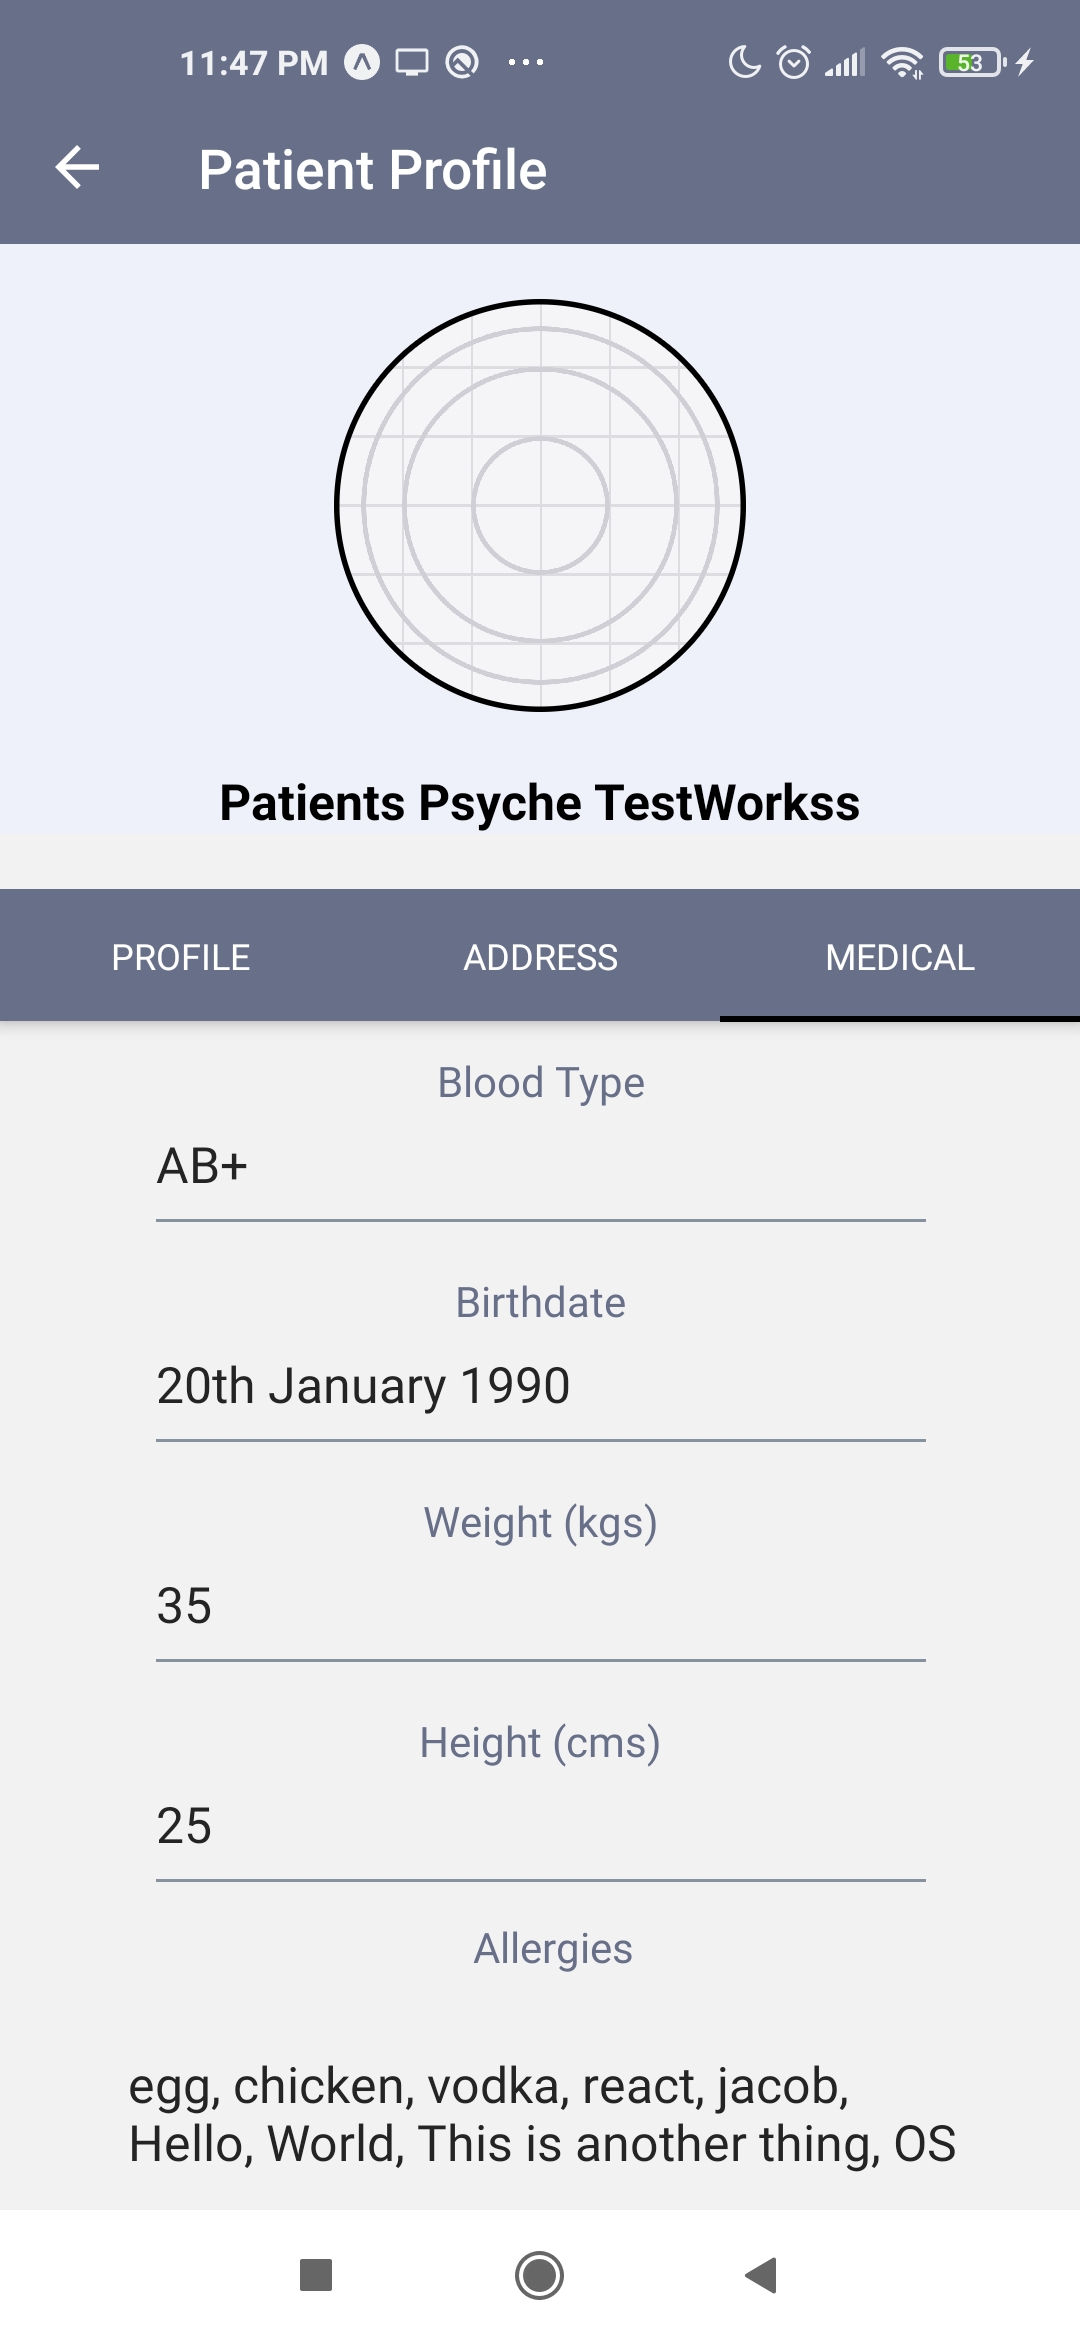 11:47 PM
53
Patient Profile
Patients Psyche TestWorkss
PROFILE
ADDRESS
MEDICAL
Blood Type
AB+
Birthdate
20th January 1990
Weight (kgs)
35
Height (cms)
25
Allergies
egg, chicken, vodka, react, jacob,
Hello, World, This is another thing, OS